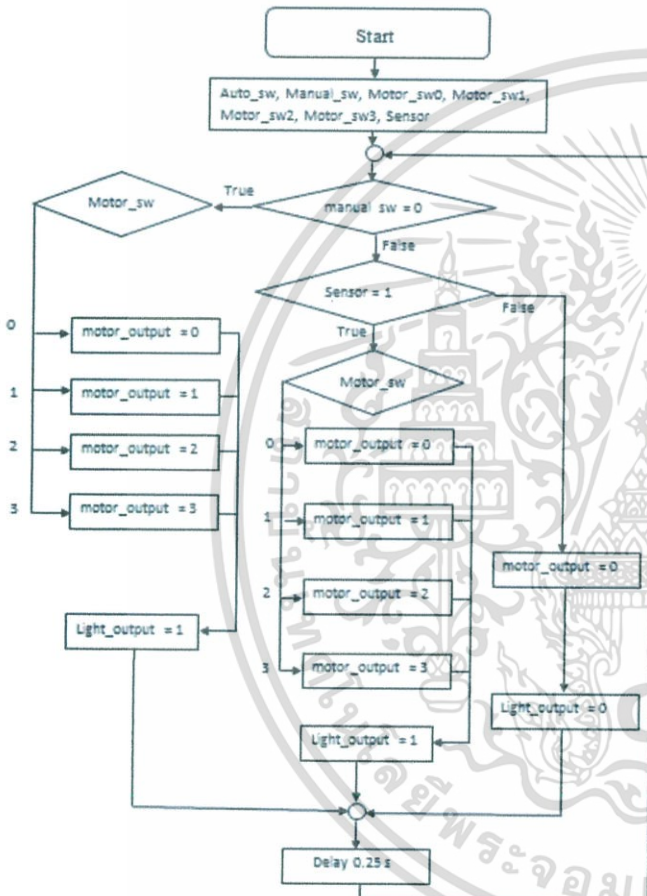 Start
Auto_sw, Manual_sw, Motor_sw0, Motor_sw1,
Motor_sw2, Motor_sw3, Sensor
manual sw = 0
True
False
Motor_sw
0
motor_output = 0
1
motor_output = 1
2
motor_output = 2
3
motor_output = 3
Light_output = 1
Sensor = 1
True
False
Motor_sw
0
motor_output = 0
1
motor_output = 1
2
motor_output = 2
3
motor_output = 3
Light_output = 1
motor_output = 0
Light_output = 0
Delay 0.25 s